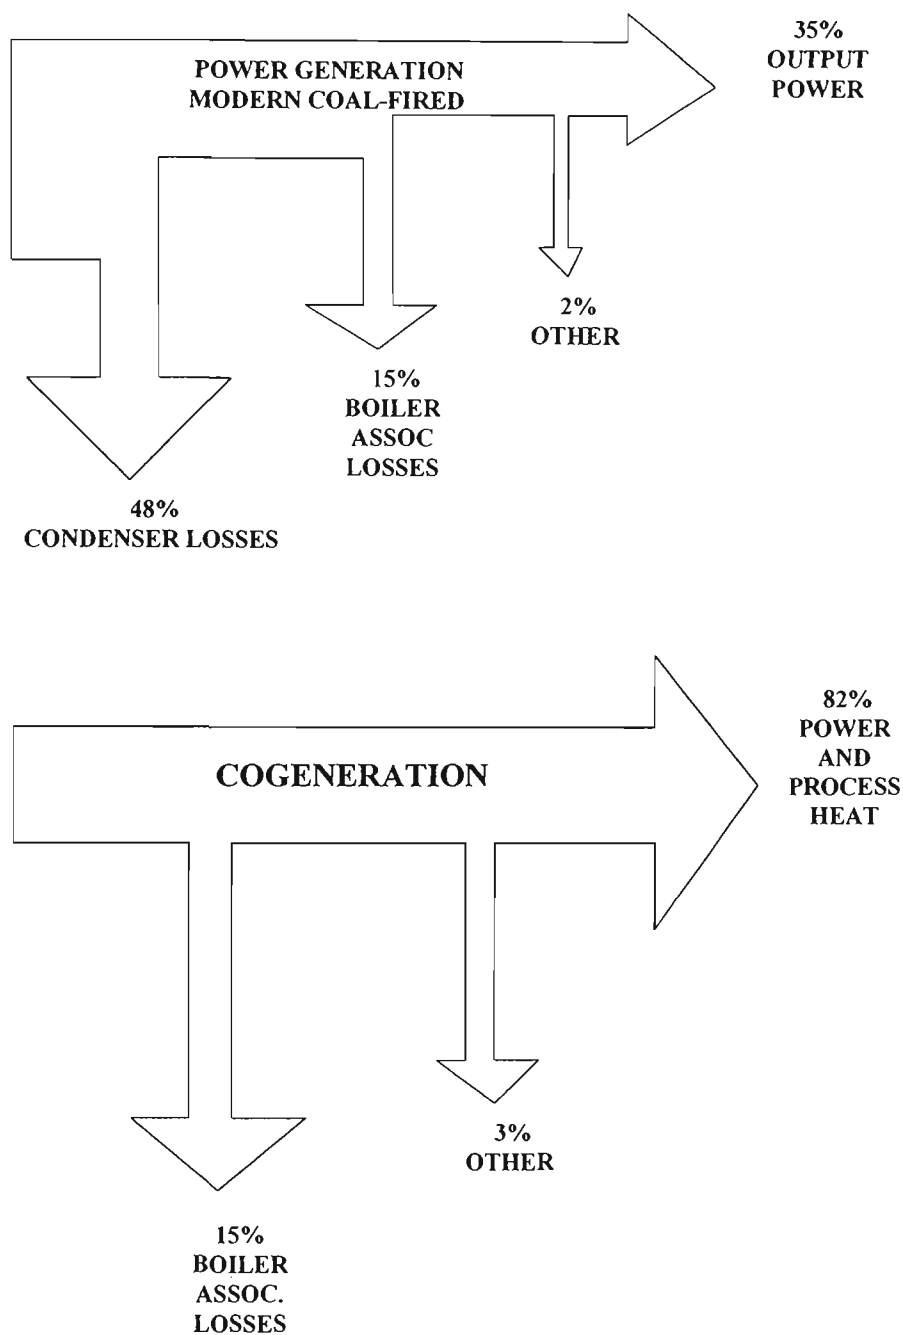 POWER GENERATION
MODERN COAL-FIRED
35%
OUTPUT
POWER
2%
OTHER
15%
BOILER
ASSOC
LOSSES
48%
CONDENSER LOSSES
COGENERATION
82%
POWER
AND
PROCESS
HEAT
3%
OTHER
15%
BOILER
ASSOC.
LOSSES